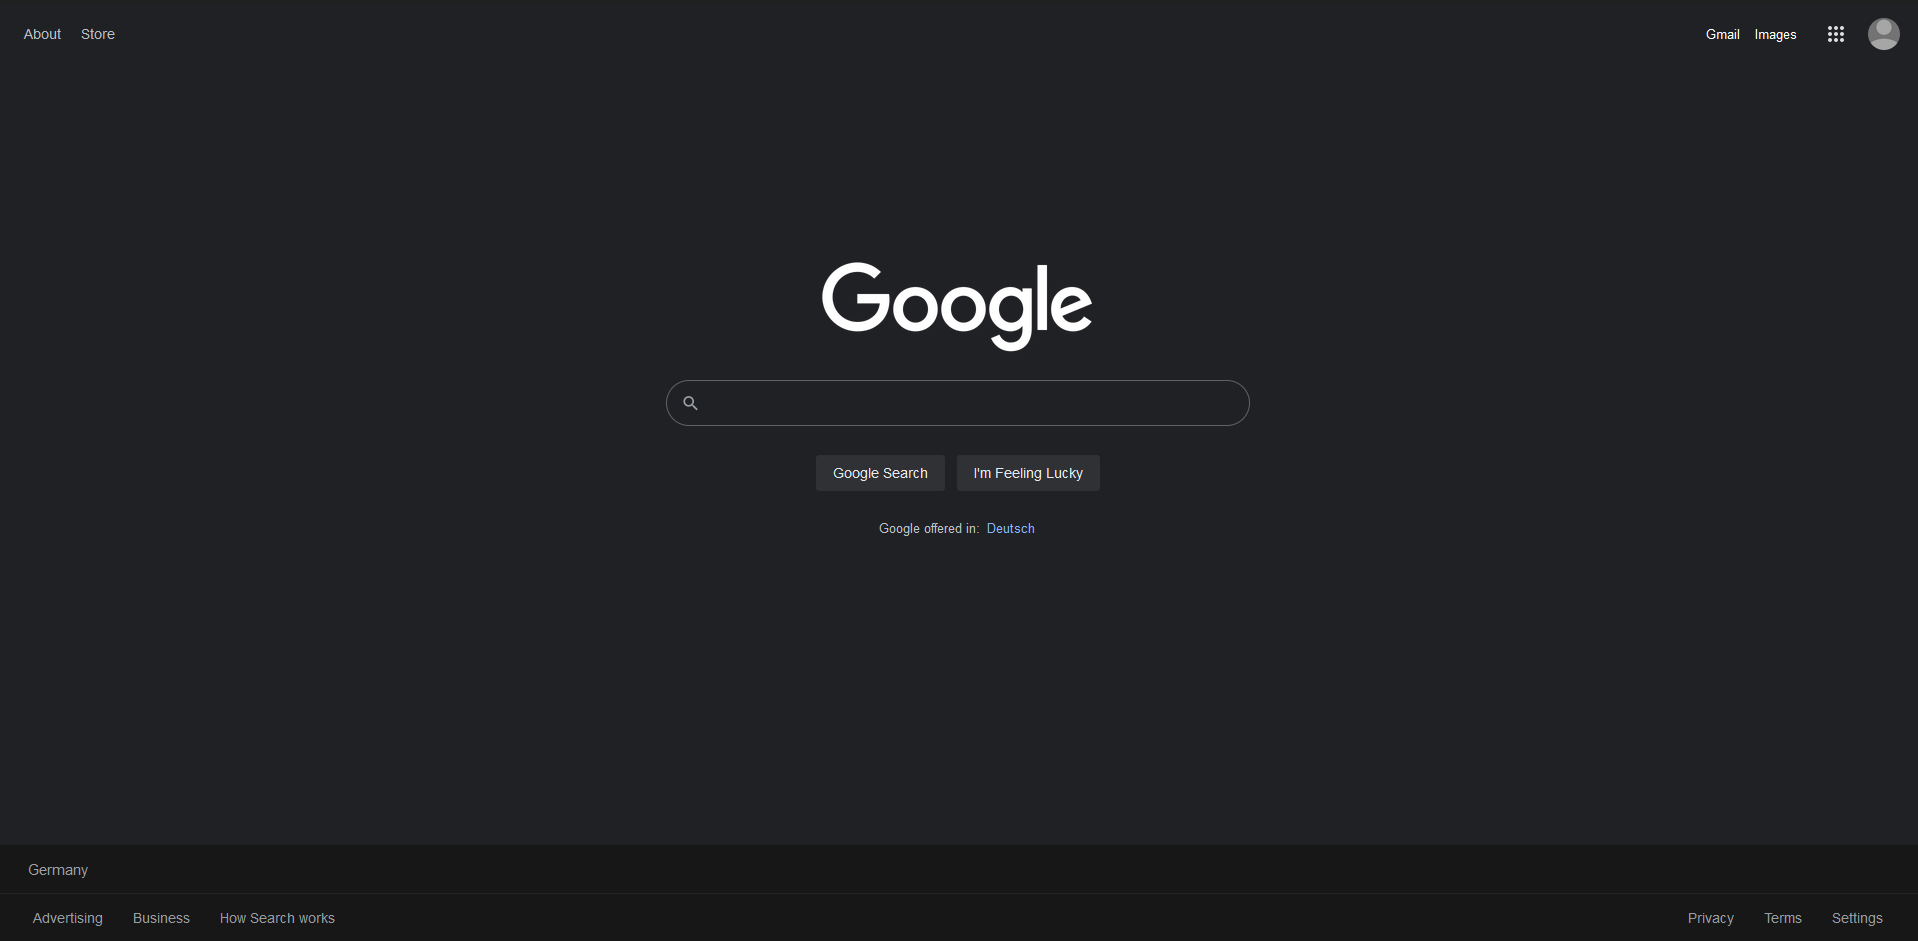 About Store Gmail Images
Google
Google Search I'm Feeling Lucky
Google offered in: Deutsch
Germany
Advertising Business How Search works Privacy Terms Settings